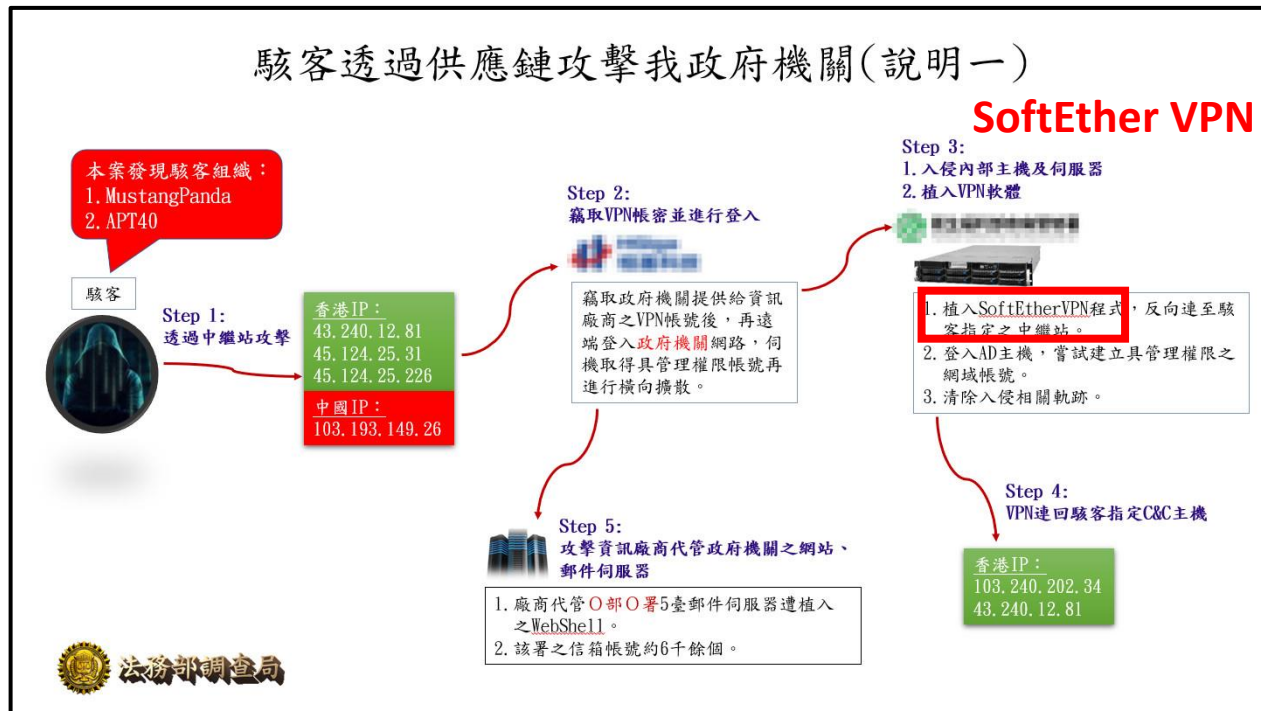 駭客透過供應鏈攻擊我政府機關(說明一)
SoftEther VPN
本案發現駭客組織：
1.MustangPanda
2.APT40
駭客
Step 1:
透過中繼站攻擊
香港IP：
43.240.12.81
45.124.25.31
45.124.25.226
中國IP：
103.193.149.26
Step 2:
竊取VPN帳密並進行登入
竊取政府機關提供給資訊
廠商之VPN帳號後，再遠
端登入政府機關網路，伺
機取得具管理權限帳號再
進行橫向擴散。
Step 3:
1.入侵內部主機及伺服器
2.植入VPN軟體
1.植入SoftEtherVPN程式，反向連至駭
客指定之中繼站。
2.登入AD主機，嘗試建立具管理權限之
網域帳號。
3.清除入侵相關軌跡。
Step 4:
VPN連回駭客指定C&C主機
香港IP：
103.240.202.34
43.240.12.81
Step 5:
攻擊資訊廠商代管政府機關之網站、
郵件伺服器
1.廠商代管O部O署5臺郵件伺服器遭植入
之WebShell。
2.該署之信箱帳號約6千餘個。
法務部調查局